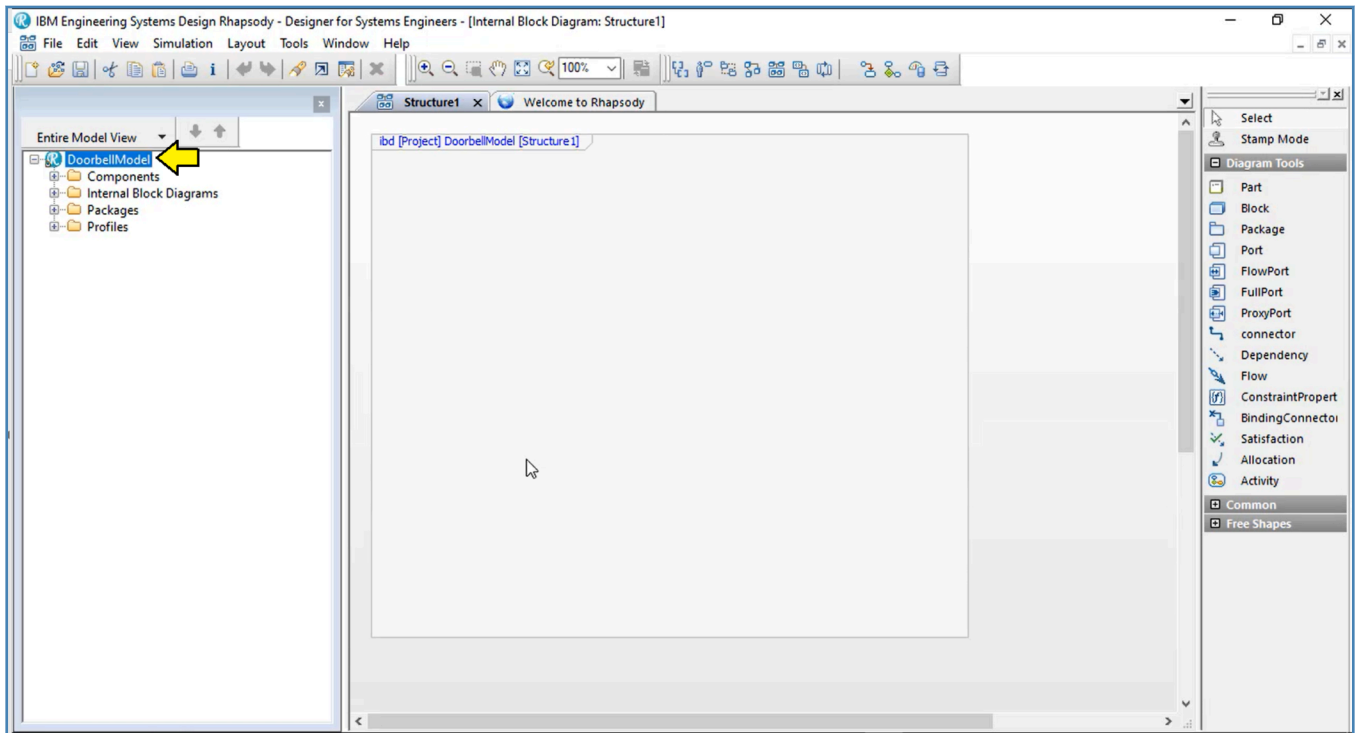 IBM Engineering Systems Design Rhapsody - Designer for Systems Engineers - [Internal Block Diagram: Structure1]
File Edit View Simulation Layout Tools Window Help
100%
Entire Model View
DoorbellModel
Components
Internal Block Diagrams
Packages
Profiles
Structure1
Welcome to Rhapsody
ibd [Project] DoorbellModel [Structure1]
Select
Stamp Mode
Diagram Tools
Part
Block
Package
Port
FlowPort
FullPort
ProxyPort
connector
Dependency
Flow
ConstraintPropert
BindingConnector
Satisfaction
Allocation
Activity
Common
Free Shapes